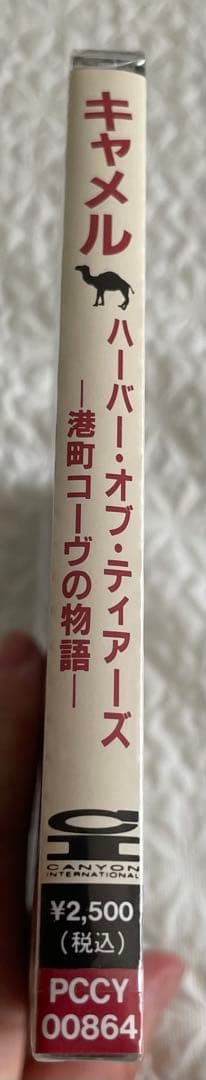 キャメル
ハーバー・オブ・ティアーズ
―港町コーヴの物語―
CANYON
INTERNATIONAL
¥2,500
(税込)
PCCY
00864